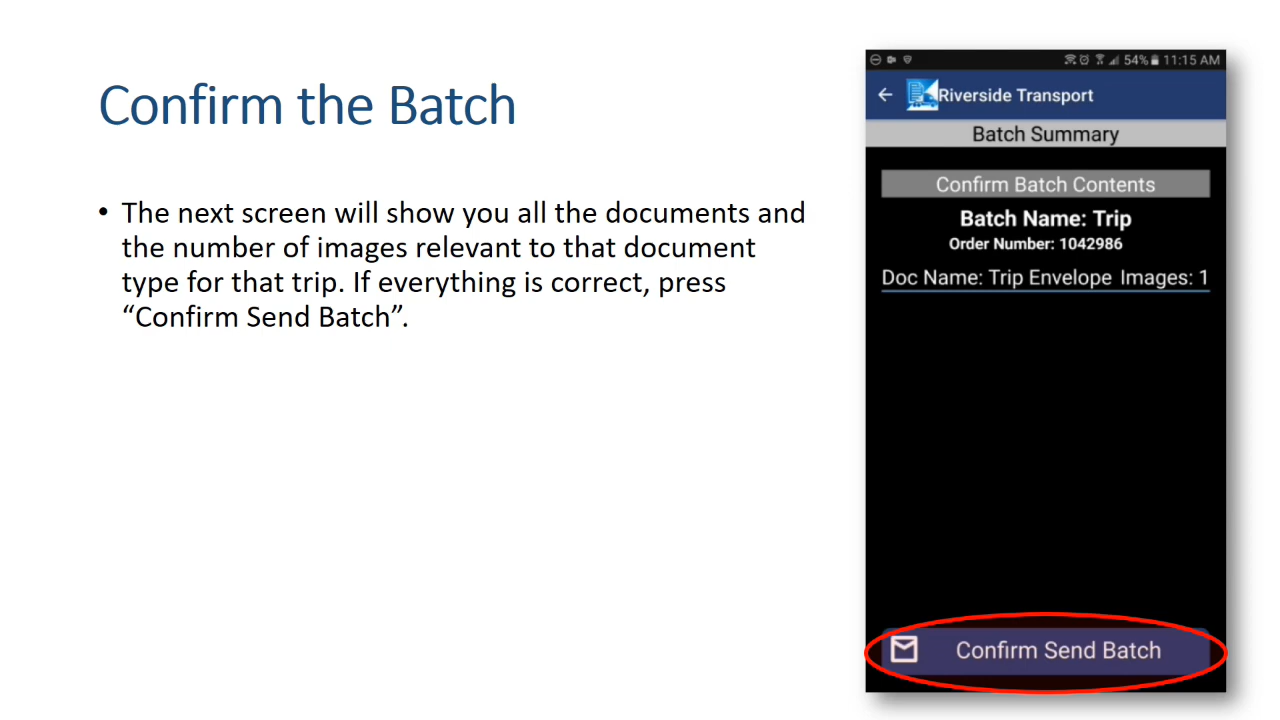 Confirm the Batch
• The next screen will show you all the documents and
the number of images relevant to that document
type for that trip. If everything is correct, press
“Confirm Send Batch”.
54% 11:15 AM
Riverside Transport
Batch Summary
Confirm Batch Contents
Batch Name: Trip
Order Number: 1042986
Doc Name: Trip Envelope Images: 1
Confirm Send Batch